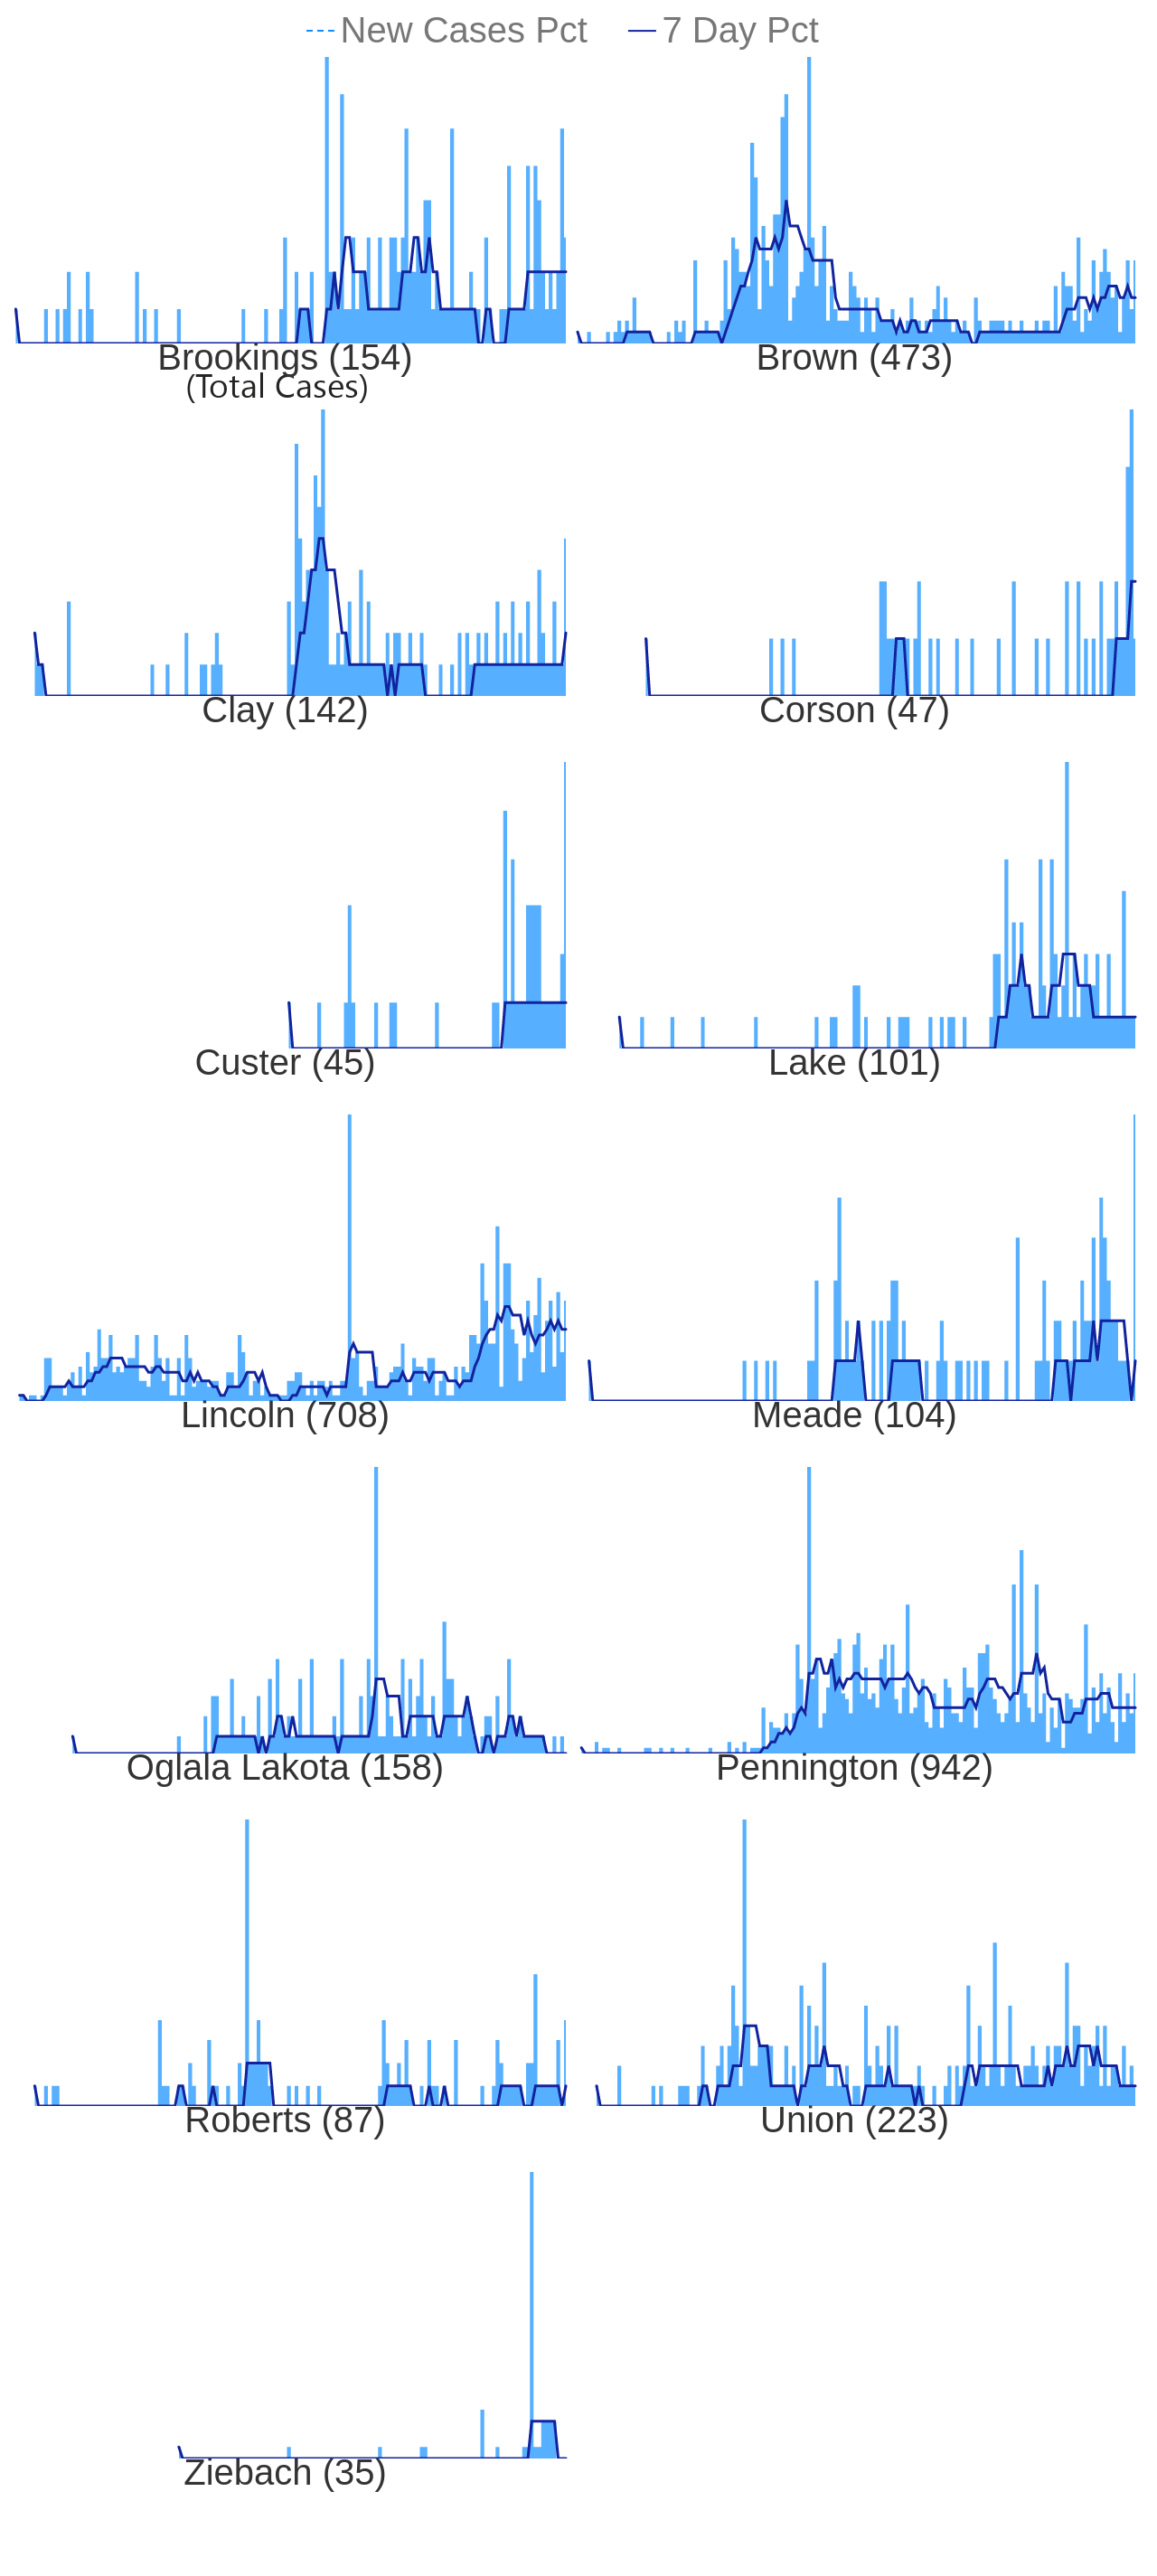 New Cases Pct 7 Day Pct
Brookings (154) Brown (473)
(Total Cases)
Clay (142) Corson (47)
Custer (45) Lake (101)
Lincoln (708) Meade (104)
Oglala Lakota (158) Pennington (942)
Roberts (87) Union (223)
Ziebach (35)